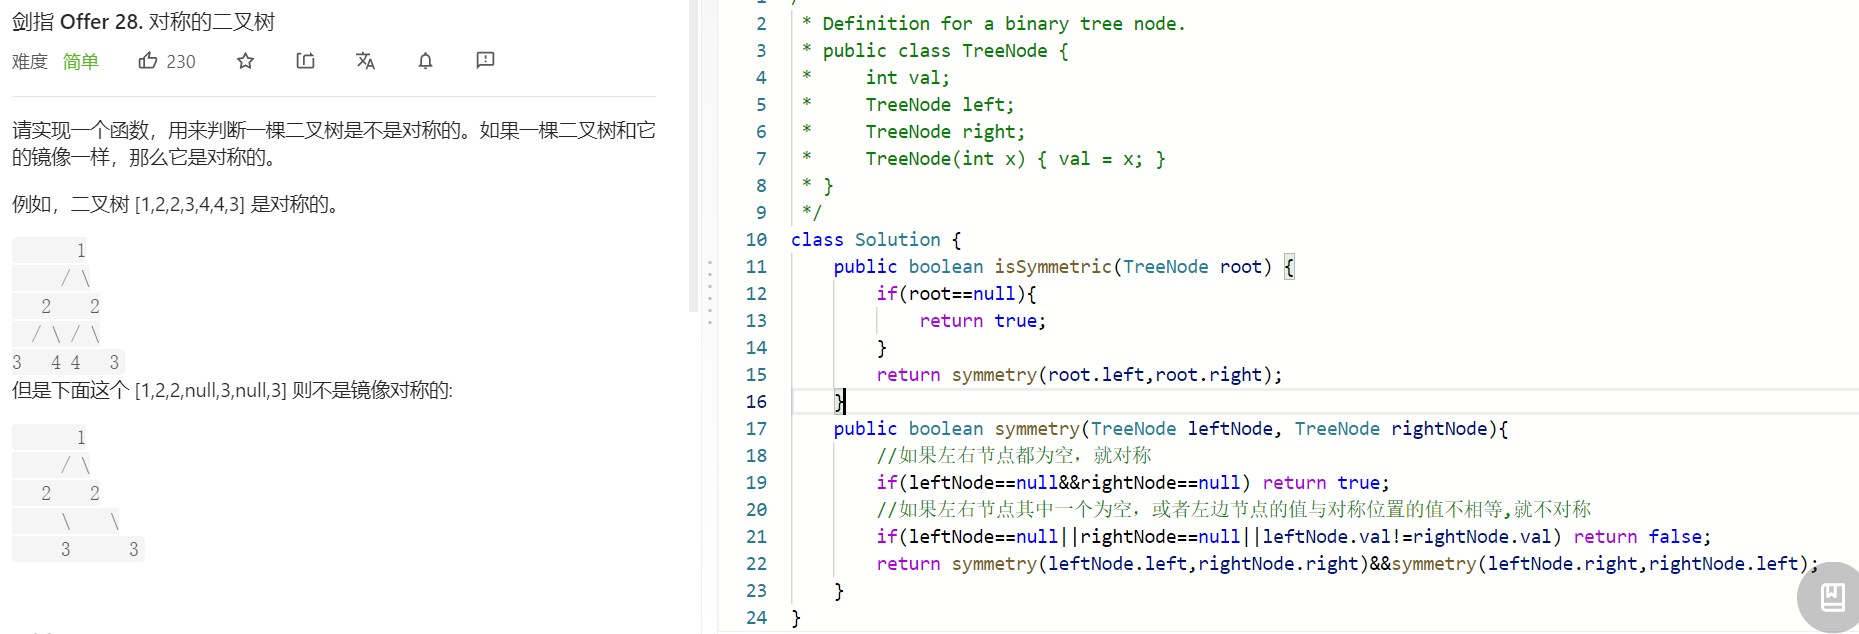 剑指 Offer 28. 对称的二叉树
难度 简单 230
请实现一个函数，用来判断一棵二叉树是不是对称的。如果一棵二叉树和它
的镜像一样，那么它是对称的。
例如，二叉树 [1,2,2,3,4,4,3] 是对称的。
1
/ \
2 2
/ \ / \
3 4 4 3
但是下面这个 [1,2,2,null,3,null,3] 则不是镜像对称的:
1
/ \
2 2
\ \
3 3
2 * Definition for a binary tree node.
3 * public class TreeNode {
4 * int val;
5 * TreeNode left;
6 * TreeNode right;
7 * TreeNode(int x) { val = x; }
8 * }
9 */
10 class Solution {
11 public boolean isSymmetric(TreeNode root) {
12 if(root==null){
13 return true;
14 }
15 return symmetry(root.left,root.right);
16 }
17 public boolean symmetry(TreeNode leftNode, TreeNode rightNode){
18 //如果左右节点都为空，就对称
19 if(leftNode==null&&rightNode==null) return true;
20 //如果左右节点其中一个为空，或者左边节点的值与对称位置的值不相等,就不对称
21 if(leftNode==null||rightNode==null||leftNode.val!=rightNode.val) return false;
22 return symmetry(leftNode.left,rightNode.right)&&symmetry(leftNode.right,rightNode.left);
23 }
24 }